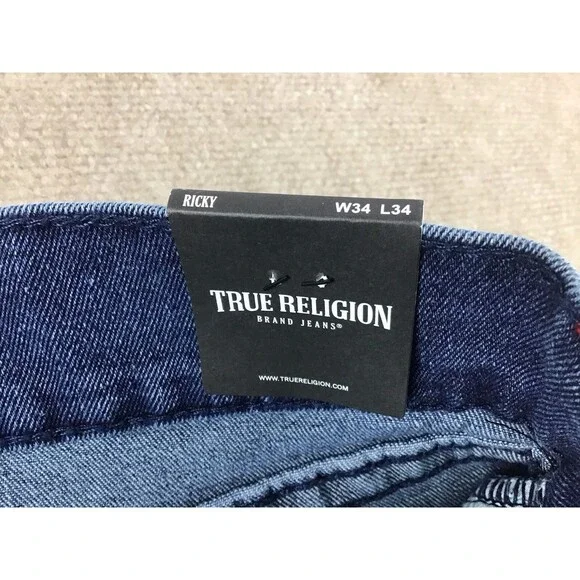 RICKY W34 L34
TRUE RELIGION
BRAND JEANS®
WWW.TRUERELIGION.COM